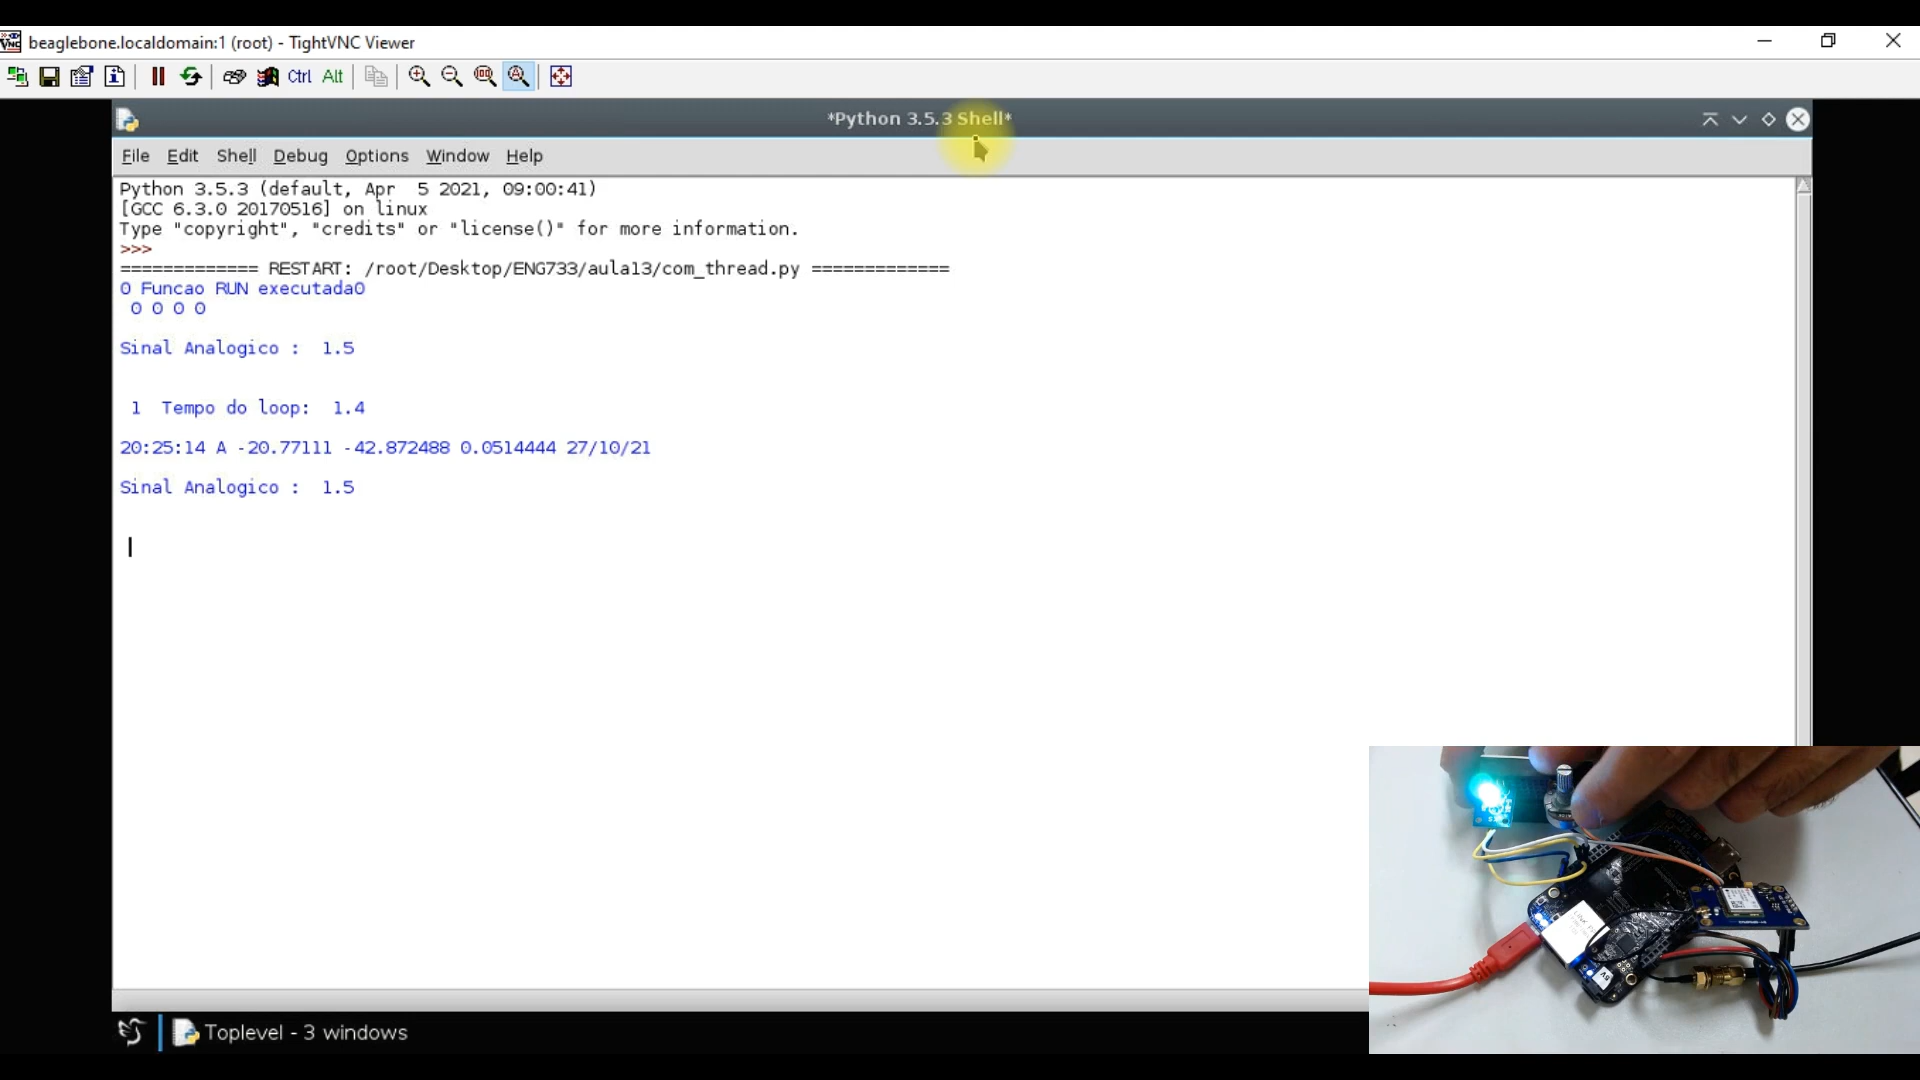 beaglebone.localdomain:1 (root) - TightVNC Viewer
Ctrl Alt
*Python 3.5.3 Shell*
File Edit Shell Debug Options Window Help
Python 3.5.3 (default, Apr  5 2021, 09:00:41)
[GCC 6.3.0 20170516] on linux
Type "copyright", "credits" or "license()" for more information.
>>>
============= RESTART: /root/Desktop/ENG733/aula13/com_thread.py =============
0 Funcao RUN executada0
0 0 0 0
Sinal Analogico :  1.5
1  Tempo do loop:  1.4
20:25:14 A -20.77111 -42.872488 0.0514444 27/10/21
Sinal Analogico :  1.5
Toplevel - 3 windows